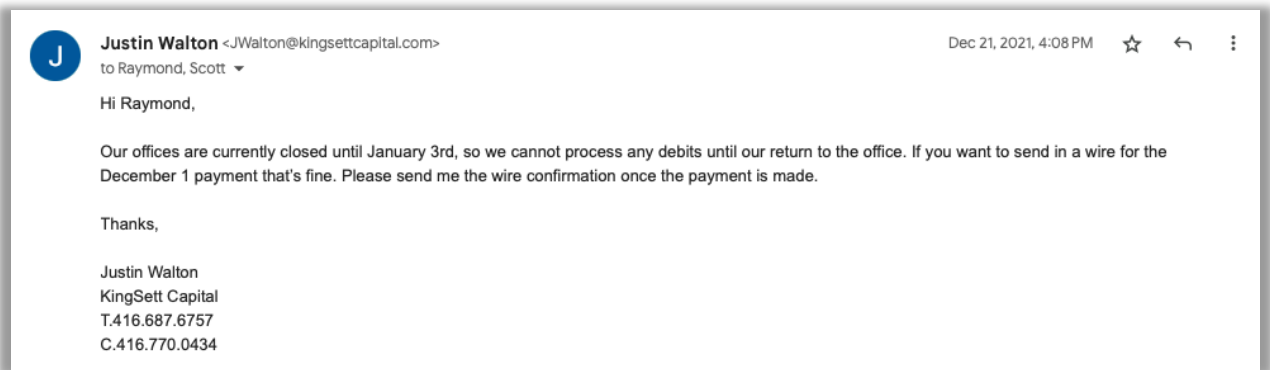 J
Justin Walton <JWalton@kingsettcapital.com>
Dec 21, 2021, 4:08 PM
to Raymond, Scott
Hi Raymond,
Our offices are currently closed until January 3rd, so we cannot process any debits until our return to the office. If you want to send in a wire for the
December 1 payment that's fine. Please send me the wire confirmation once the payment is made.
Thanks,
Justin Walton
KingSett Capital
T.416.687.6757
C.416.770.0434